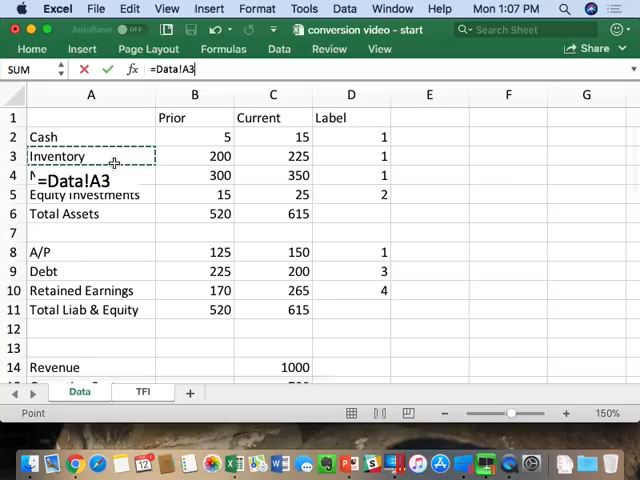 Excel File Edit View Insert Format Tools Data Window Mon 1:07 PM
AutoSave OFF conversion video - start Search Sheet
Home Insert Page Layout Formulas Data Review View Share
SUM fx =Data!A3
A B C D E F G
1 Prior Current Label
2 Cash 5 15 1
3 Inventory 200 225 1
300 350 1
=Data!A3
5 Equity Investments 15 25 2
6 Total Assets 520 615
7
8 A/P 125 150 1
9 Debt 225 200 3
10 Retained Earnings 170 265 4
11 Total Liab & Equity 520 615
12
13
14 Revenue 1000
Data TFI
Point 150%